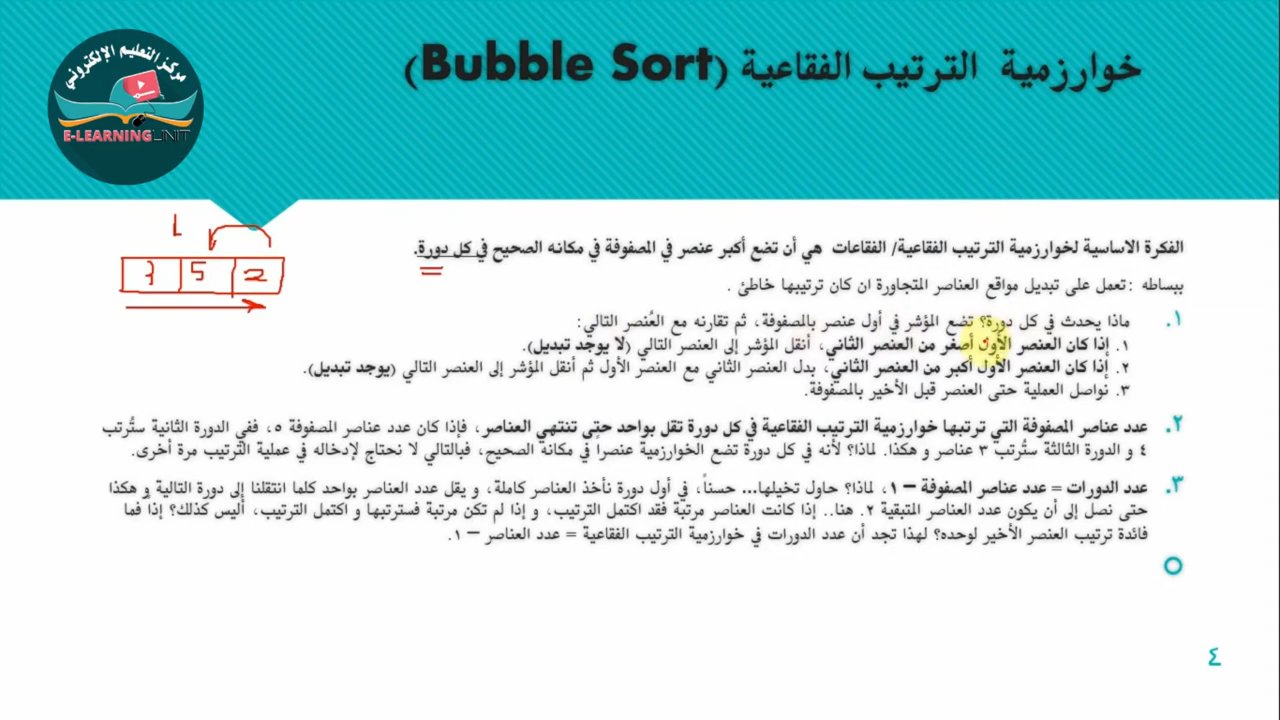 مركز التعليم الإلكتروني
E-LEARNING UNIT
خوارزمية الترتيب الفقاعية (Bubble Sort)
L
3 5 2
الفكرة الاساسية لخوارزمية الترتيب الفقاعية/ الفقاعات هي أن تضع أكبر عنصر في المصفوفة في مكانه الصحيح في كل دورة.
ببساطه : تعمل على تبديل مواقع العناصر المتجاورة ان كان ترتيبها خاطئ .
١. ماذا يحدث في كل دورة؟ تضع المؤشر في أول عنصر بالمصفوفة، ثم تقارنه مع العُنصر التالي:
١. إذا كان العنصر الأول أصغر من العنصر الثاني، أنقل المؤشر إلى العنصر التالي (لا يوجد تبديل).
٢. إذا كان العنصر الأول أكبر من العنصر الثاني، بدل العنصر الثاني مع العنصر الأول ثم أنقل المؤشر إلى العنصر التالي (يوجد تبديل).
٣. نواصل العملية حتى العنصر قبل الأخير بالمصفوفة.
٢. عدد عناصر المصفوفة التي ترتبها خوارزمية الترتيب الفقاعية في كل دورة تقل بواحد حتى تنتهي العناصر، فإذا كان عدد عناصر المصفوفة ٥، ففي الدورة الثانية ستُرتب
٤ و الدورة الثالثة ستُرتب ٣ عناصر و هكذا. لماذا؟ لأنه في كل دورة تضع الخوارزمية عنصراً في مكانه الصحيح، فبالتالي لا نحتاج لإدخاله في عملية الترتيب مرة أخرى.
٣. عدد الدورات = عدد عناصر المصفوفة – ١، لماذا؟ حاول تخيلها... حسناً، في أول دورة نأخذ العناصر كاملة، و يقل عدد العناصر بواحد كلما انتقلنا إلى دورة التالية و هكذا
حتى نصل إلى أن يكون عدد العناصر المتبقية ٢. هنا.. إذا كانت العناصر مرتبة فقد اكتمل الترتيب، و إذا لم تكن مرتبة فسترتبها و اكتمل الترتيب، أليس كذلك؟ إذاً فما
فائدة ترتيب العنصر الأخير لوحده؟ لهذا تجد أن عدد الدورات في خوارزمية الترتيب الفقاعية = عدد العناصر – ١.
٤